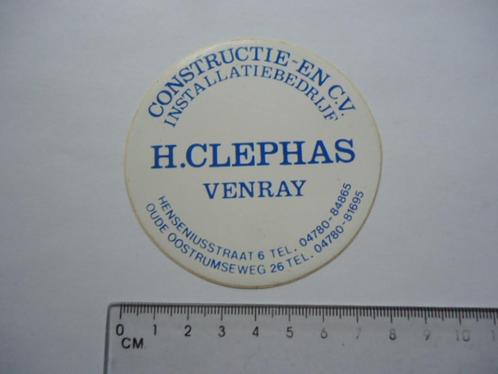 CONSTRUCTIE-EN C.V.
INSTALLATIEBEDRIJF
H.CLEPHAS
VENRAY
HENSENIUSSTRAAT 6 TEL. 04780-84865
OUDE OOSTRUMSEWEG 26 TEL. 04780-81695
0 1 2 3 4 5 6 7 8 9 10
CM